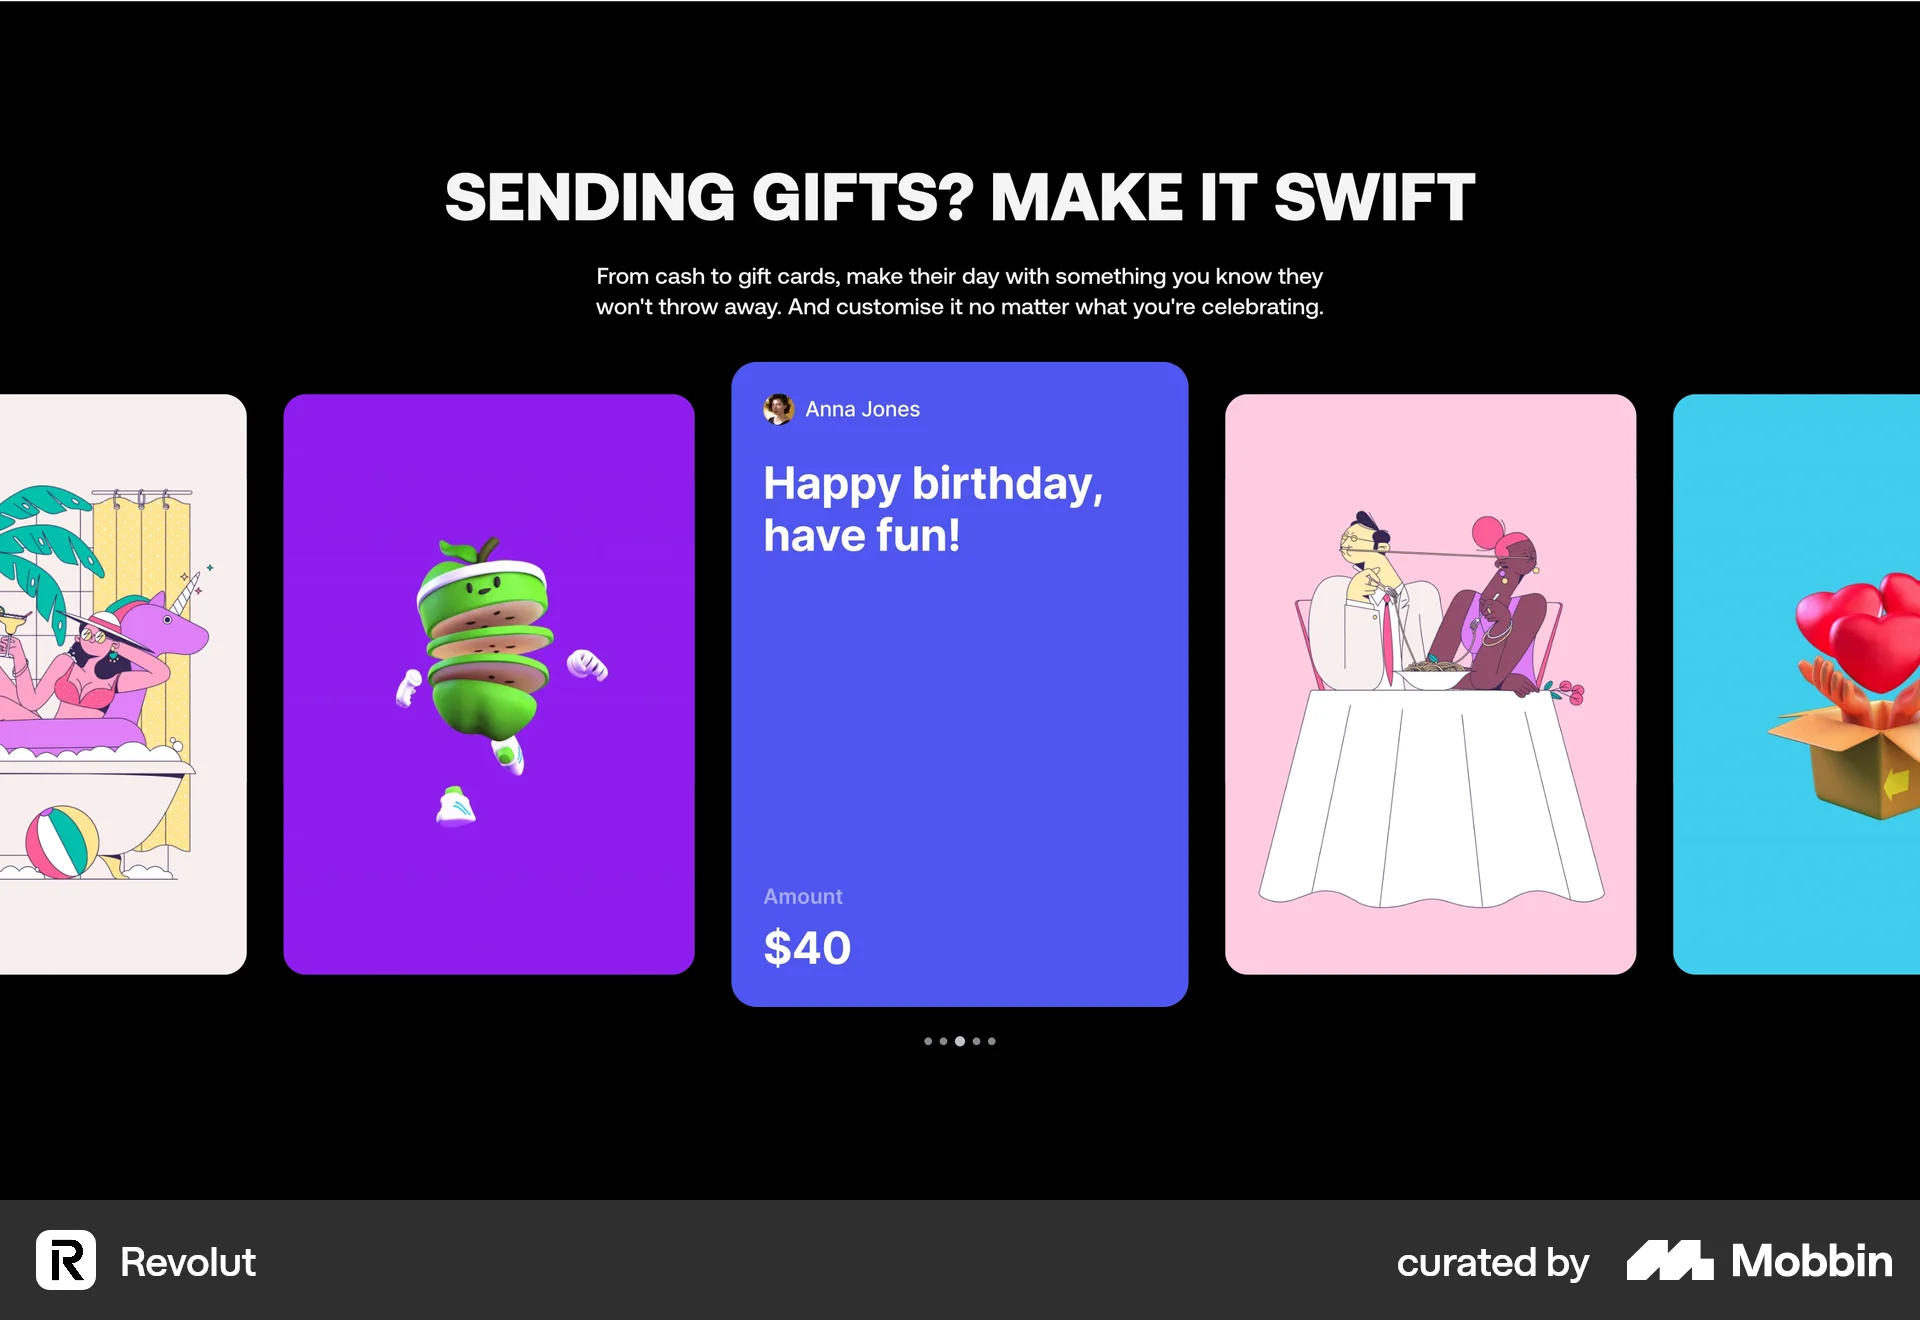 SENDING GIFTS? MAKE IT SWIFT
From cash to gift cards, make their day with something you know they
won't throw away. And customise it no matter what you're celebrating.
Anna Jones
Happy birthday,
have fun!
Amount
$40
Revolut
curated by Mobbin